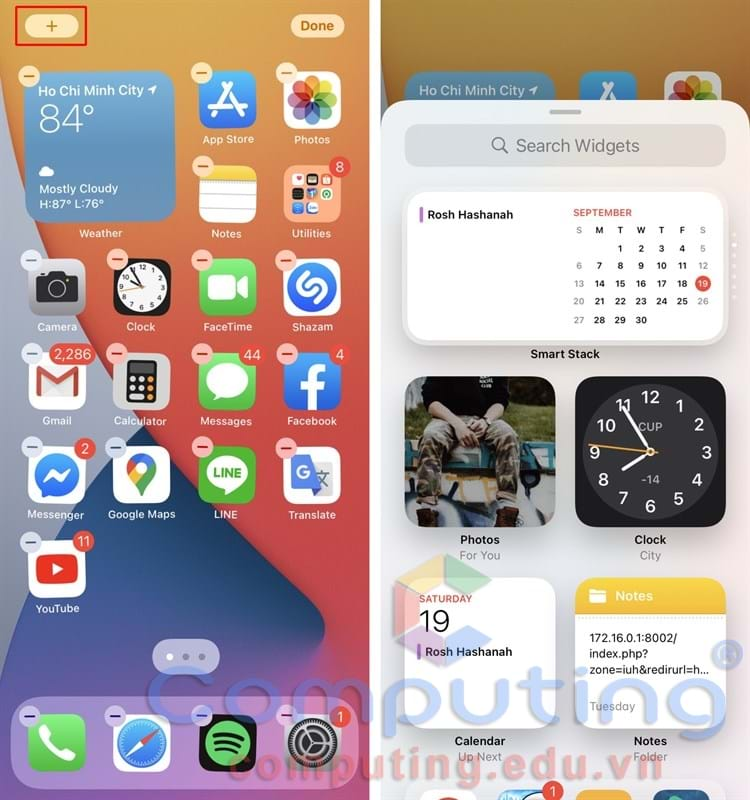 +
Done
Ho Chi Minh City
84°
Mostly Cloudy
H:87° L:76°
Weather
App Store
Photos
Notes
8
Utilities
Camera
Clock
FaceTime
Shazam
2,286
Gmail
Calculator
44
Messages
4
Facebook
2
Messenger
Google Maps
LINE
LINE
Translate
11
YouTube
1
Ho Chi Minh City
Search Widgets
Rosh Hashanah
SEPTEMBER
S M T W T F S
1 2 3 4 5
6 7 8 9 10 11 12
13 14 15 16 17 18 19
20 21 22 23 24 25 26
27 28 29 30
Smart Stack
Photos
For You
12
11 1
10 CUP 2
9 3
8 -14 4
7 6 5
Clock
City
SATURDAY
19
Rosh Hashanah
Calendar
Up Next
Notes
172.16.0.1:8002/
index.php?
zone=iuh&redirurl=h...
Tuesday
Notes
Folder
1
Computing®
computing.edu.vn